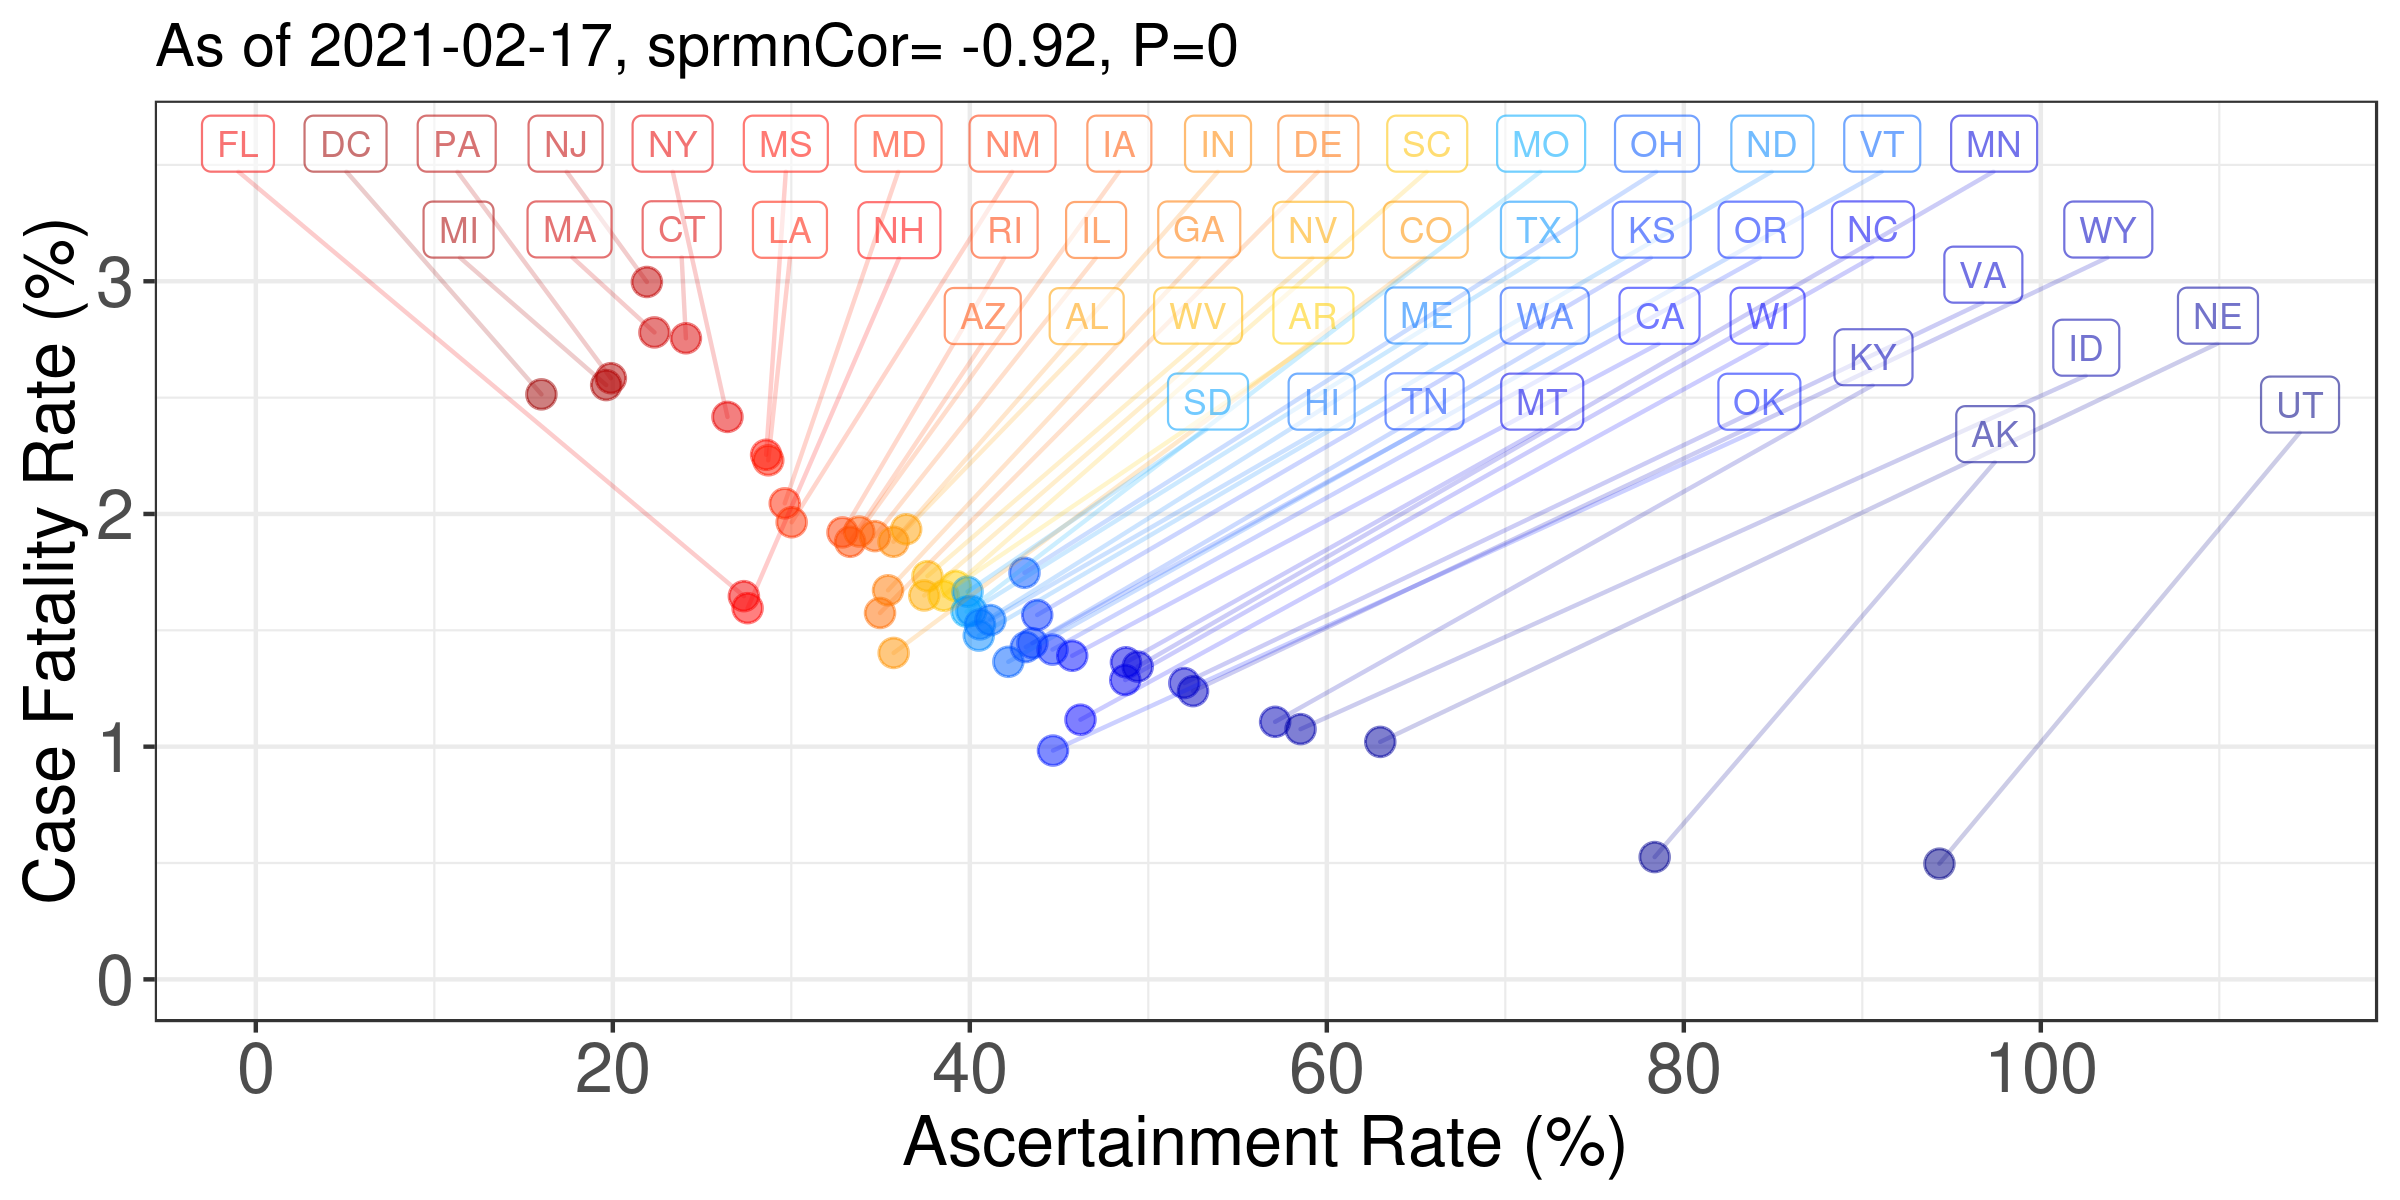 As of 2021-02-17, sprmnCor= -0.92, P=0
FL DC PA NJ NY MS MD NM IA IN DE SC MO OH ND VT MN
MI MA CT LA NH RI IL GA NV CO TX KS OR NC WY
VA
AZ AL WV AR ME WA CA WI NE
KY ID
SD HI TN MT OK UT
AK
Case Fatality Rate (%)
3
2
1
0
0 20 40 60 80 100
Ascertainment Rate (%)